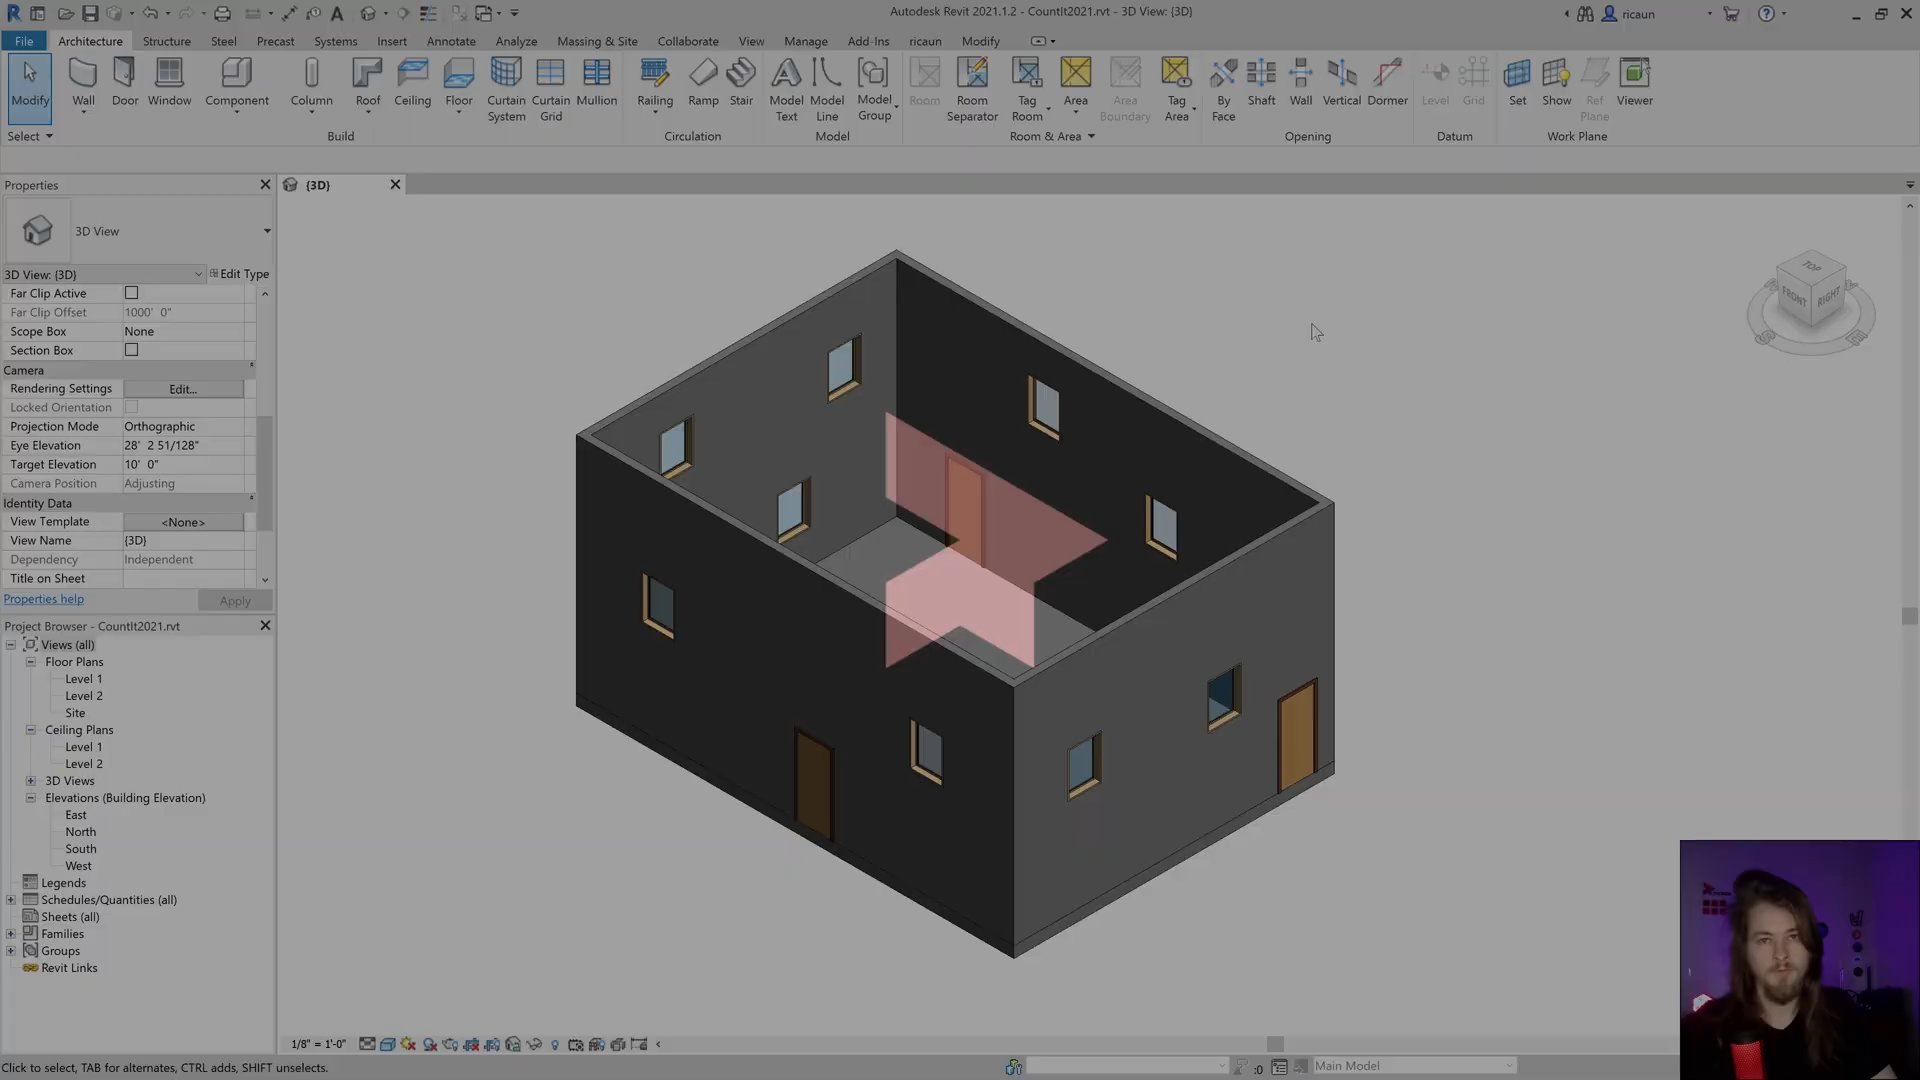 Autodesk Revit 2021.1.2 - CountIt2021.rvt - 3D View: {3D}
ricaun
File Architecture Structure Steel Precast Systems Insert Annotate Analyze Massing & Site Collaborate View Manage Add-Ins ricaun Modify
Modify Wall Door Window Component Column Roof Ceiling Floor Curtain System Curtain Grid Mullion Railing Ramp Stair Model Text Model Line Model Group Room Room Separator Tag Room Area Area Boundary Tag Area By Face Shaft Wall Vertical Dormer Level Grid Set Show Ref Plane Viewer
Select Build Circulation Model Room & Area Opening Datum Work Plane
Properties
{3D}
3D View
3D View: {3D} Edit Type
Far Clip Active
Far Clip Offset 1000' 0"
Scope Box None
Section Box
Camera
Rendering Settings Edit...
Locked Orientation
Projection Mode Orthographic
Eye Elevation 28' 2 51/128"
Target Elevation 10' 0"
Camera Position Adjusting
Identity Data
View Template <None>
View Name {3D}
Dependency Independent
Title on Sheet
Properties help Apply
Project Browser - CountIt2021.rvt
Views (all)
Floor Plans
Level 1
Level 2
Site
Ceiling Plans
Level 1
Level 2
3D Views
Elevations (Building Elevation)
East
North
South
West
Legends
Schedules/Quantities (all)
Sheets (all)
Families
Groups
Revit Links
TOP
FRONT RIGHT
1/8" = 1'-0"
Click to select, TAB for alternates, CTRL adds, SHIFT unselects.
:0 Main Model